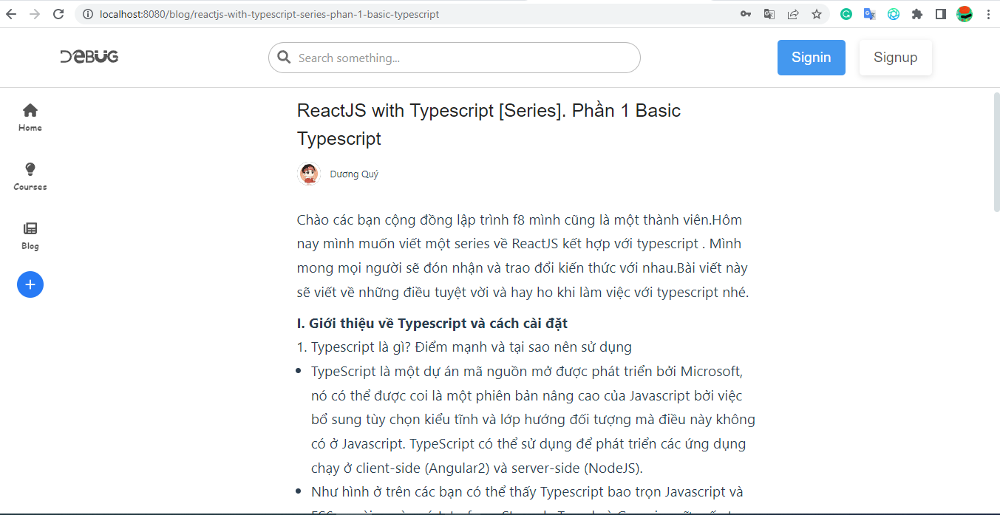 localhost:8080/blog/reactjs-with-typescript-series-phan-1-basic-typescript
DEBUG
Search something...
Signin
Signup
Home
Courses
Blog
ReactJS with Typescript [Series]. Phần 1 Basic
Typescript
Dương Quý
Chào các bạn cộng đồng lập trình f8 mình cũng là một thành viên.Hôm
nay mình muốn viết một series về ReactJS kết hợp với typescript . Mình
mong mọi người sẽ đón nhận và trao đổi kiến thức với nhau.Bài viết này
sẽ viết về những điều tuyệt vời và hay ho khi làm việc với typescript nhé.
I. Giới thiệu về Typescript và cách cài đặt
1. Typescript là gì? Điểm mạnh và tại sao nên sử dụng
TypeScript là một dự án mã nguồn mở được phát triển bởi Microsoft,
nó có thể được coi là một phiên bản nâng cao của Javascript bởi việc
bổ sung tùy chọn kiểu tĩnh và lớp hướng đối tượng mà điều này không
có ở Javascript. TypeScript có thể sử dụng để phát triển các ứng dụng
chạy ở client-side (Angular2) và server-side (NodeJS).
Như hình ở trên các bạn có thể thấy Typescript bao trọn Javascript và